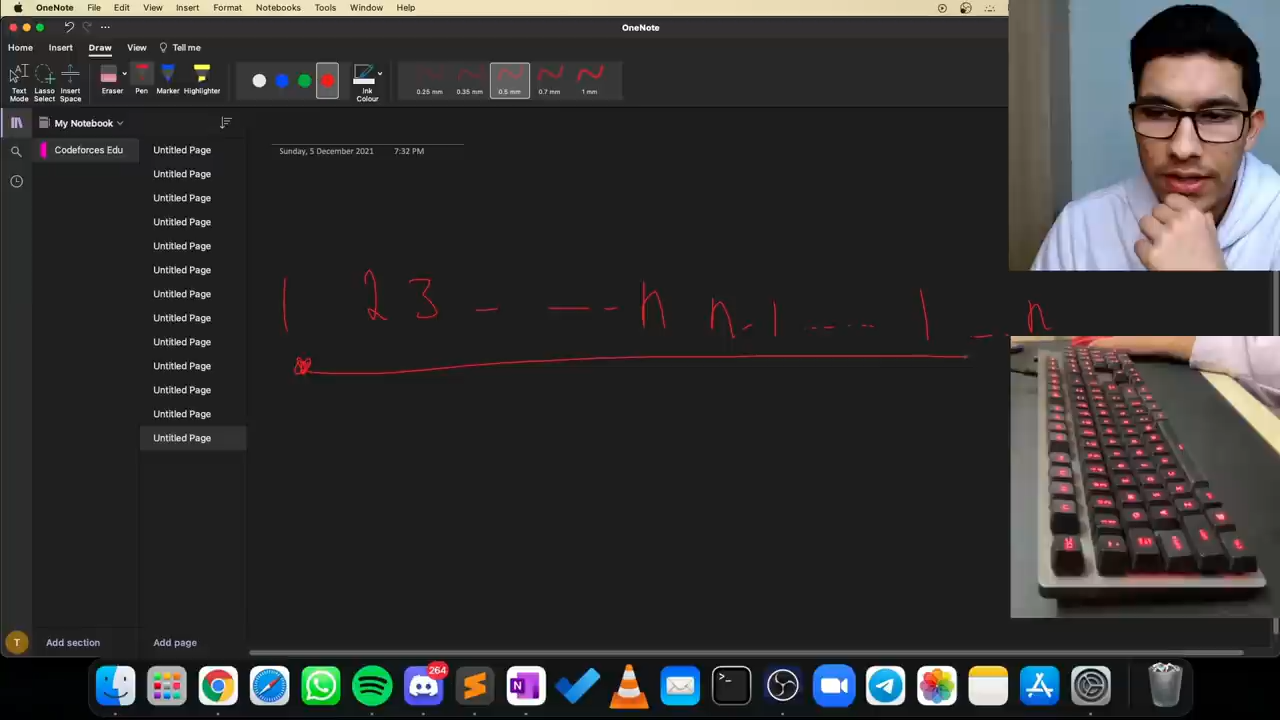 OneNote File Edit View Insert Format Notebooks Tools Window Help
OneNote
Home Insert Draw View Tell me
Text Mode Lasso Select Insert Space Eraser Pen Marker Highlighter Ink Colour 0.25 mm 0.35 mm 0.5 mm 0.7 mm 1 mm
My Notebook
Codeforces Edu
Untitled Page
Untitled Page
Untitled Page
Untitled Page
Untitled Page
Untitled Page
Untitled Page
Untitled Page
Untitled Page
Untitled Page
Untitled Page
Untitled Page
Untitled Page
Sunday, 5 December 2021 7:32 PM
1 2 3 - --- n n-1 ...... 1 ... n
T Add section Add page
264